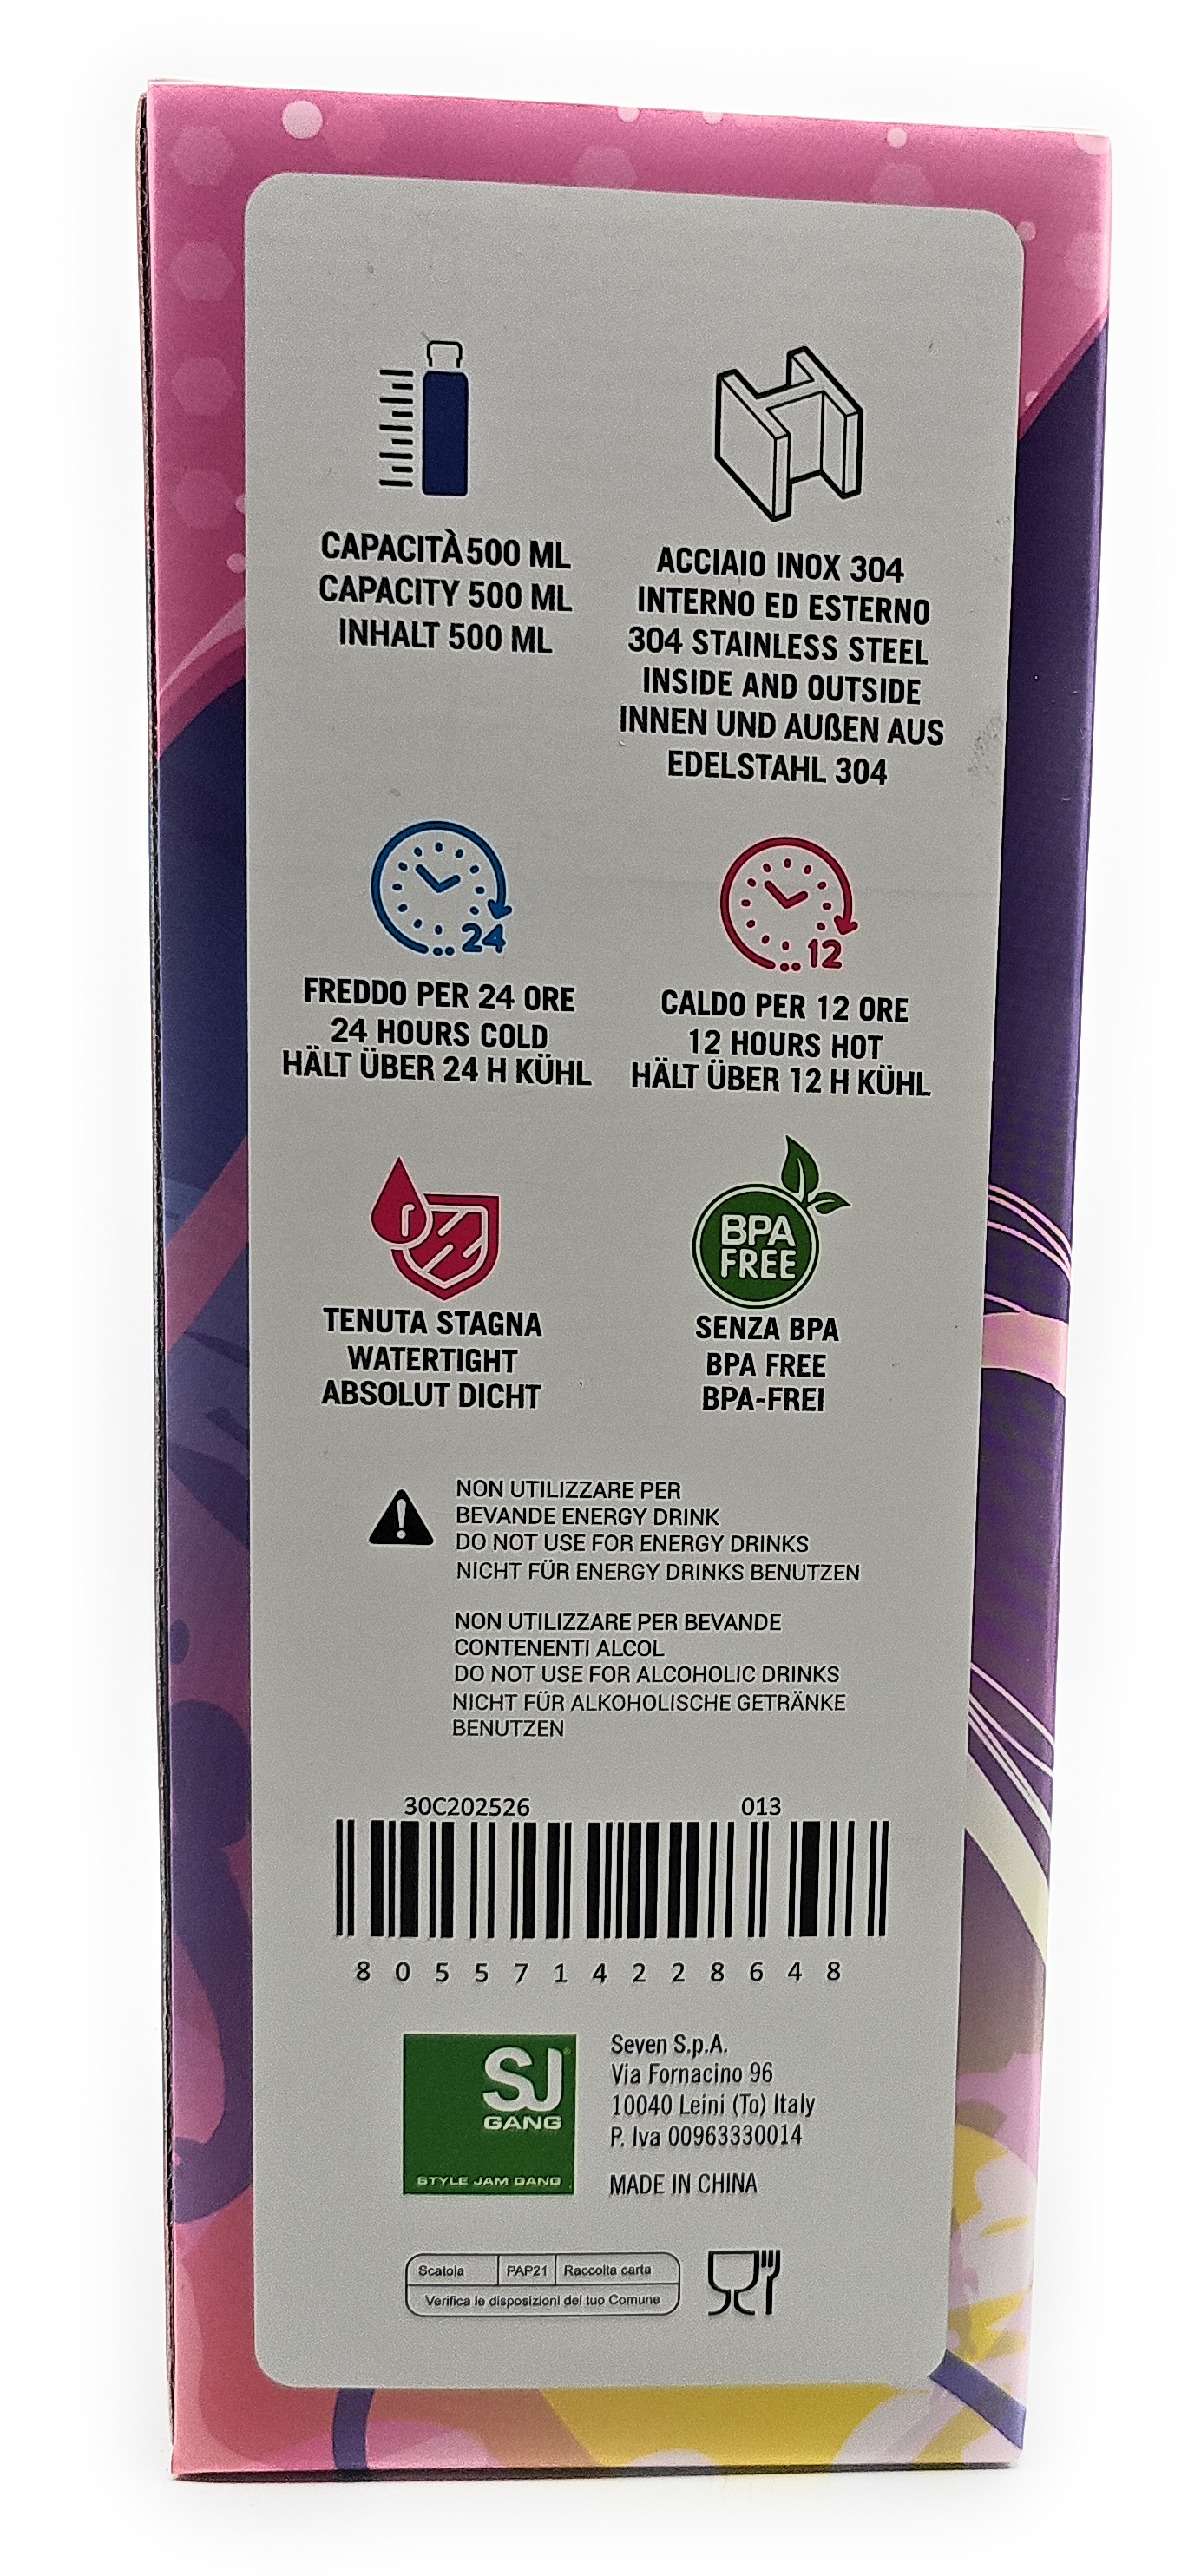 CAPACITÀ 500 ML
CAPACITY 500 ML
INHALT 500 ML
ACCIAIO INOX 304
INTERNO ED ESTERNO
304 STAINLESS STEEL
INSIDE AND OUTSIDE
INNEN UND AUßEN AUS
EDELSTAHL 304
24
FREDDO PER 24 ORE
24 HOURS COLD
HÄLT ÜBER 24 H KÜHL
12
CALDO PER 12 ORE
12 HOURS HOT
HÄLT ÜBER 12 H KÜHL
TENUTA STAGNA
WATERTIGHT
ABSOLUT DICHT
BPA
FREE
SENZA BPA
BPA FREE
BPA-FREI
NON UTILIZZARE PER
BEVANDE ENERGY DRINK
DO NOT USE FOR ENERGY DRINKS
NICHT FÜR ENERGY DRINKS BENUTZEN
NON UTILIZZARE PER BEVANDE
CONTENENTI ALCOL
DO NOT USE FOR ALCOHOLIC DRINKS
NICHT FÜR ALKOHOLISCHE GETRÄNKE
BENUTZEN
30C202526 013
8 0 5 5 7 1 4 2 2 8 6 4 8
SJ®
GANG
STYLE JAM GANG
Seven S.p.A.
Via Fornacino 96
10040 Leini (To) Italy
P. Iva 00963330014
MADE IN CHINA
Scatola PAP21 Raccolta carta
Verifica le disposizioni del tuo Comune